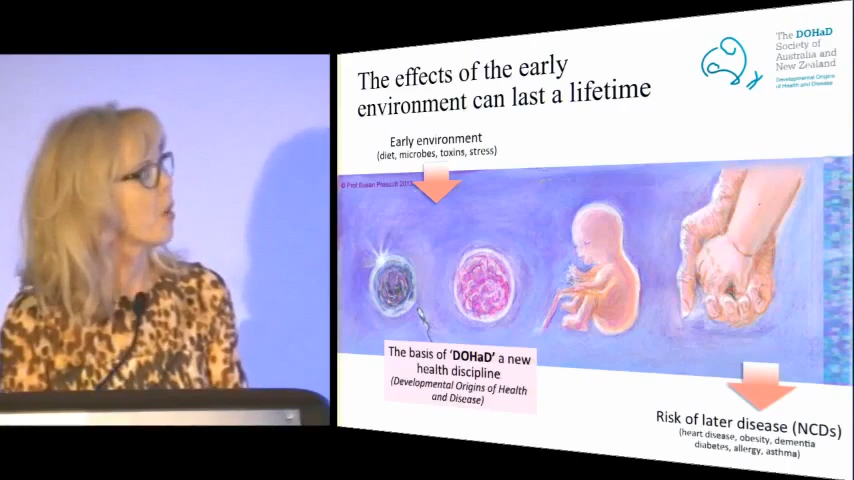 The effects of the early
environment can last a lifetime
The DOHaD
Society of
Australia and
New Zealand
Developmental Origins
of Health and Disease
Early environment
(diet, microbes, toxins, stress)
© Prof Susan Prescott 2013
The basis of ‘DOHaD’ a new
health discipline
(Developmental Origins of Health
and Disease)
Risk of later disease (NCDs)
(heart disease, obesity, dementia
diabetes, allergy, asthma)